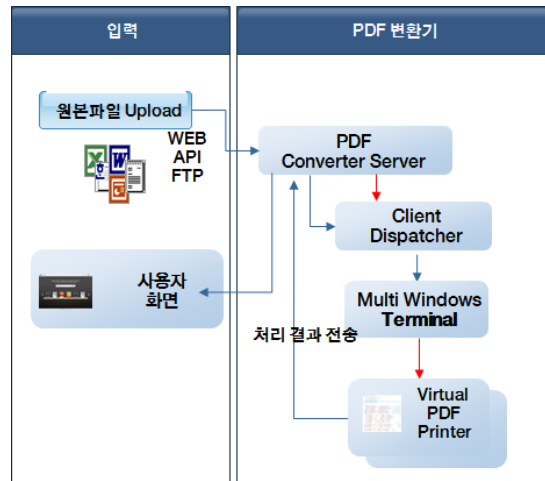 입력
PDF 변환기
원본파일 Upload
WEB
API
FTP
PDF
Converter Server
Client
Dispatcher
사용자
화면
Multi Windows
Terminal
처리 결과 전송
Virtual
PDF
Printer